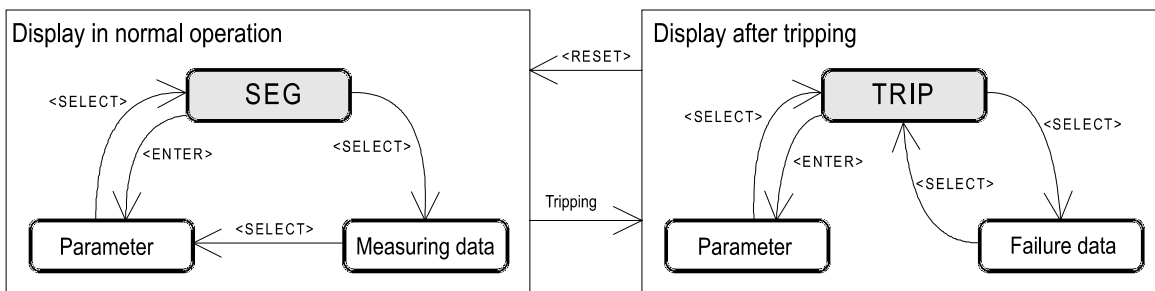 Display in normal operation
SEG
<SELECT>
<ENTER>
<SELECT>
Parameter
<SELECT>
Measuring data
<RESET>
Tripping
Display after tripping
TRIP
<SELECT>
<ENTER>
<SELECT>
<SELECT>
Parameter
Failure data